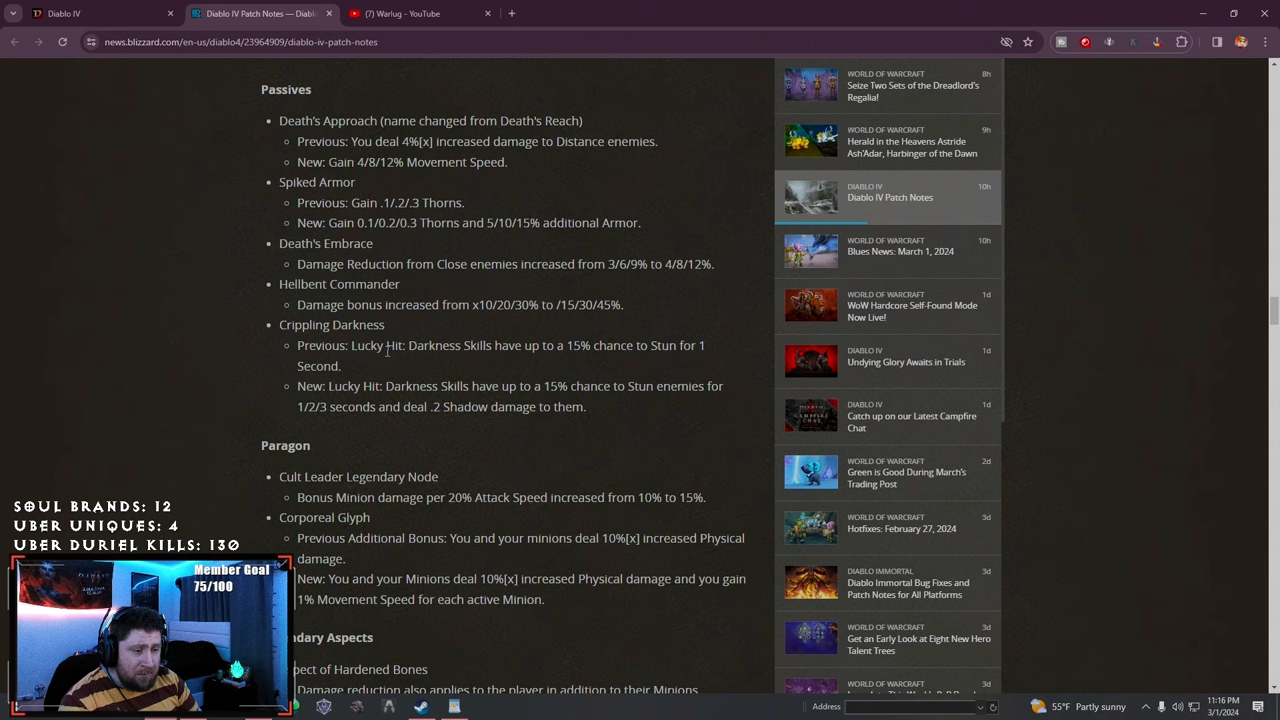 Diablo IV
Diablo IV Patch Notes — Diablo
(7) Warlug - YouTube
news.blizzard.com/en-us/diablo4/23964909/diablo-iv-patch-notes
Passives
Death's Approach (name changed from Death's Reach)
Previous: You deal 4%[x] increased damage to Distance enemies.
New: Gain 4/8/12% Movement Speed.
Spiked Armor
Previous: Gain .1/.2/.3 Thorns.
New: Gain 0.1/0.2/0.3 Thorns and 5/10/15% additional Armor.
Death's Embrace
Damage Reduction from Close enemies increased from 3/6/9% to 4/8/12%.
Hellbent Commander
Damage bonus increased from x10/20/30% to /15/30/45%.
Crippling Darkness
Previous: Lucky Hit: Darkness Skills have up to a 15% chance to Stun for 1
Second.
New: Lucky Hit: Darkness Skills have up to a 15% chance to Stun enemies for
1/2/3 seconds and deal .2 Shadow damage to them.
Paragon
Cult Leader Legendary Node
Bonus Minion damage per 20% Attack Speed increased from 10% to 15%.
Corporeal Glyph
Previous Additional Bonus: You and your minions deal 10%[x] increased Physical
damage.
New: You and your Minions deal 10%[x] increased Physical damage and you gain
1% Movement Speed for each active Minion.
ndary Aspects
pect of Hardened Bones
Damage reduction also applies to the player in addition to their Minions
WORLD OF WARCRAFT 8h
Seize Two Sets of the Dreadlord's
Regalia!
WORLD OF WARCRAFT 9h
Herald in the Heavens Astride
Ash'Adar, Harbinger of the Dawn
DIABLO IV 10h
Diablo IV Patch Notes
WORLD OF WARCRAFT 10h
Blues News: March 1, 2024
WORLD OF WARCRAFT 1d
WoW Hardcore Self-Found Mode
Now Live!
DIABLO IV 1d
Undying Glory Awaits in Trials
DIABLO IV 1d
Catch up on our Latest Campfire
Chat
WORLD OF WARCRAFT 2d
Green is Good During March's
Trading Post
WORLD OF WARCRAFT 3d
Hotfixes: February 27, 2024
DIABLO IMMORTAL 3d
Diablo Immortal Bug Fixes and
Patch Notes for All Platforms
WORLD OF WARCRAFT 3d
Get an Early Look at Eight New Hero
Talent Trees
WORLD OF WARCRAFT 3d
SOUL BRANDS: 12
UBER UNIQUES: 4
UBER DURIEL KILLS: 130
Member Goal
75/100
Address
55°F Partly sunny
11:16 PM
3/1/2024